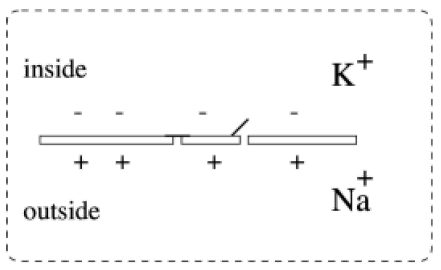 inside
K+
- - - -
+ + + +
outside
Na+